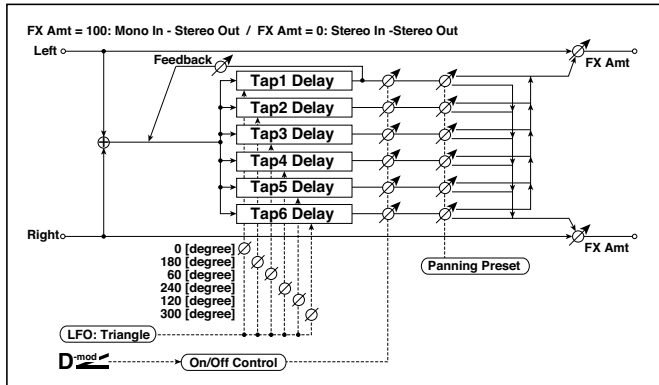 FX Amt = 100: Mono In - Stereo Out / FX Amt = 0: Stereo In -Stereo Out
Left
Feedback
FX Amt
Tap1 Delay
Tap2 Delay
Tap3 Delay
Tap4 Delay
Tap5 Delay
Tap6 Delay
Right
FX Amt
0 [degree]
180 [degree]
60 [degree]
240 [degree]
120 [degree]
300 [degree]
Panning Preset
LFO: Triangle
D-mod
On/Off Control